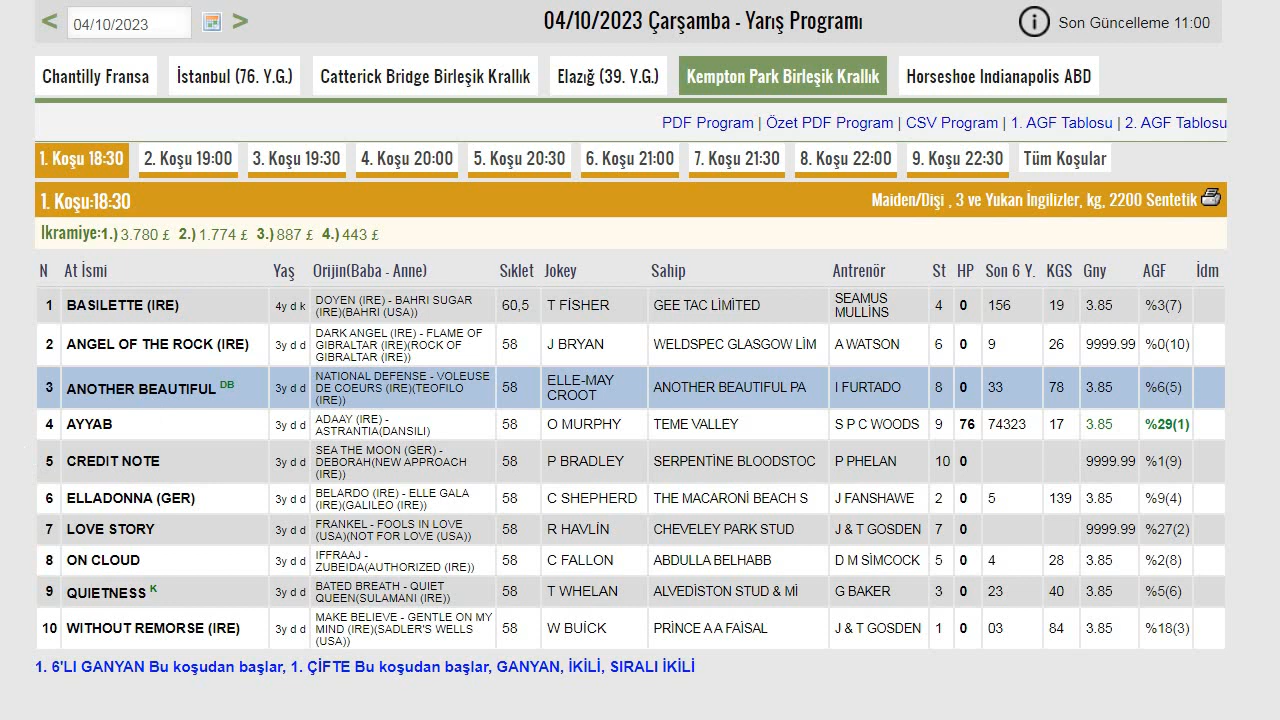 < 04/10/2023 > 04/10/2023 Çarşamba - Yarış Programı Son Güncelleme 11:00
Chantilly Fransa İstanbul (76. Y.G.) Catterick Bridge Birleşik Krallık Elazığ (39. Y.G.) Kempton Park Birleşik Krallık Horseshoe Indianapolis ABD
PDF Program | Özet PDF Program | CSV Program | 1. AGF Tablosu | 2. AGF Tablosu
1. Koşu 18:30 2. Koşu 19:00 3. Koşu 19:30 4. Koşu 20:00 5. Koşu 20:30 6. Koşu 21:00 7. Koşu 21:30 8. Koşu 22:00 9. Koşu 22:30 Tüm Koşular
1. Koşu:18:30 Maiden/Dişi , 3 ve Yukarı İngilizler, kg, 2200 Sentetik
Ikramiye:1.) 3.780 £ 2.) 1.774 £ 3.) 887 £ 4.) 443 £
N At İsmi Yaş Orijin(Baba - Anne) Sıklet Jokey Sahip Antrenör St HP Son 6 Y. KGS Gny AGF İdm
1 BASILETTE (IRE) 4y d k DOYEN (IRE) - BAHRI SUGAR (IRE)(BAHRI (USA)) 60,5 T FİSHER GEE TAC LİMİTED SEAMUS MULLİNS 4 0 156 19 3.85 %3(7)
2 ANGEL OF THE ROCK (IRE) 3y d d DARK ANGEL (IRE) - FLAME OF GIBRALTAR (IRE)(ROCK OF GIBRALTAR (IRE)) 58 J BRYAN WELDSPEC GLASGOW LİM A WATSON 6 0 9 26 9999.99 %0(10)
3 ANOTHER BEAUTIFUL DB 3y d d NATIONAL DEFENSE - VOLEUSE DE COEURS (IRE)(TEOFILO (IRE)) 58 ELLE-MAY CROOT ANOTHER BEAUTIFUL PA I FURTADO 8 0 33 78 3.85 %6(5)
4 AYYAB 3y d d ADAAY (IRE) - ASTRANTIA(DANSILI) 58 O MURPHY TEME VALLEY S P C WOODS 9 76 74323 17 3.85 %29(1)
5 CREDIT NOTE 3y d d SEA THE MOON (GER) - DEBORAH(NEW APPROACH (IRE)) 58 P BRADLEY SERPENTİNE BLOODSTOC P PHELAN 10 0 9999.99 %1(9)
6 ELLADONNA (GER) 3y d d BELARDO (IRE) - ELLE GALA (IRE)(GALILEO (IRE)) 58 C SHEPHERD THE MACARONİ BEACH S J FANSHAWE 2 0 5 139 3.85 %9(4)
7 LOVE STORY 3y d d FRANKEL - FOOLS IN LOVE (USA)(NOT FOR LOVE (USA)) 58 R HAVLİN CHEVELEY PARK STUD J & T GOSDEN 7 0 9999.99 %27(2)
8 ON CLOUD 3y d d IFFRAAJ - ZUBEIDA(AUTHORIZED (IRE)) 58 C FALLON ABDULLA BELHABB D M SİMCOCK 5 0 4 28 3.85 %2(8)
9 QUIETNESS K 3y d d BATED BREATH - QUIET QUEEN(SULAMANI (IRE)) 58 T WHELAN ALVEDİSTON STUD & Mİ G BAKER 3 0 23 40 3.85 %5(6)
10 WITHOUT REMORSE (IRE) 3y d d MAKE BELIEVE - GENTLE ON MY MIND (IRE)(SADLER'S WELLS (USA)) 58 W BUİCK PRİNCE A A FAİSAL J & T GOSDEN 1 0 03 84 3.85 %18(3)
1. 6'LI GANYAN Bu koşudan başlar, 1. ÇİFTE Bu koşudan başlar, GANYAN, İKİLİ, SIRALI İKİLİ